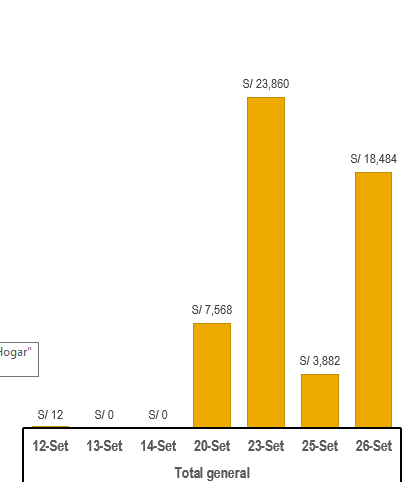 S/ 23,860
S/ 18,484
S/ 7,568
Hogar"
S/ 3,882
S/ 12 S/ 0 S/ 0
12-Set 13-Set 14-Set 20-Set 23-Set 25-Set 26-Set
Total general